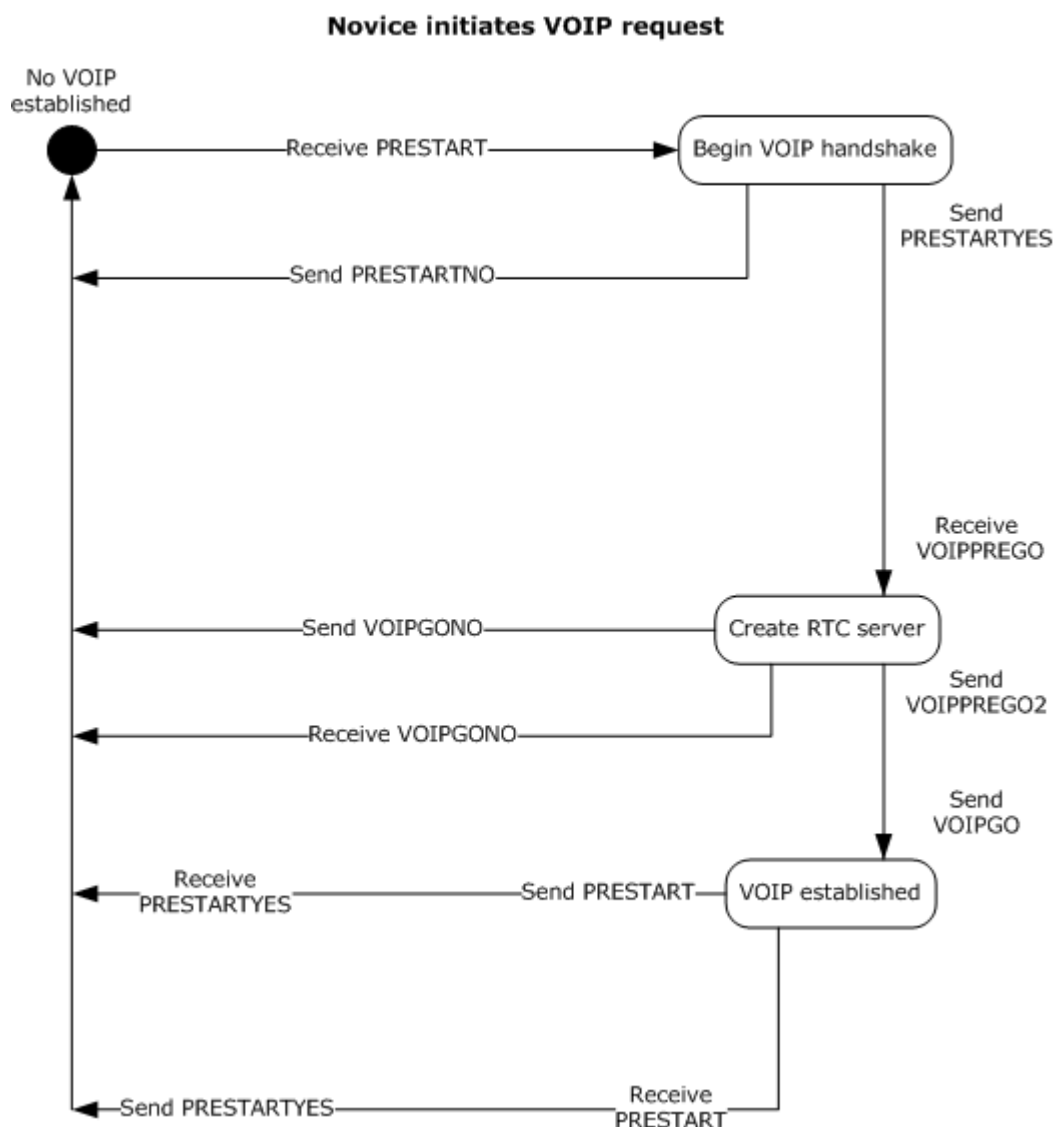 Novice initiates VOIP request
No VOIP
established
Receive PRESTART
Begin VOIP handshake
Send
PRESTARTYES
Send PRESTARTNO
Receive
VOIPPREGO
Send VOIPGONO
Create RTC server
Send
VOIPPREGO2
Receive VOIPGONO
Send
VOIPGO
Receive
PRESTARTYES
Send PRESTART
VOIP established
Send PRESTARTYES
Receive
PRESTART